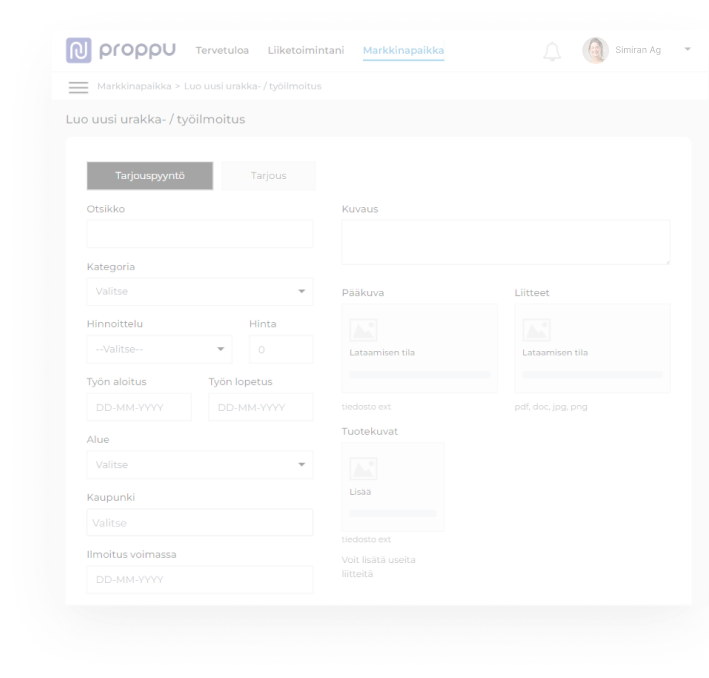 proppu
Tervetuloa Liiketoimintani Markkinapaikka
Simiran Ag
Markkinapaikka > Luo uusi urakka- / työilmoitus
Luo uusi urakka- / työilmoitus
Tarjouspyyntö Tarjous
Otsikko
Kategoria
Valitse
Hinnoittelu Hinta
--Valitse-- 0
Työn aloitus Työn lopetus
DD-MM-YYYY DD-MM-YYYY
Alue
Valitse
Kaupunki
Valitse
Ilmoitus voimassa
DD-MM-YYYY
Kuvaus
Pääkuva Liitteet
Lataamisen tila Lataamisen tila
tiedosto ext pdf, doc, jpg, png
Tuotekuvat
Lisää
tiedosto ext
Voit lisätä useita
liitteitä